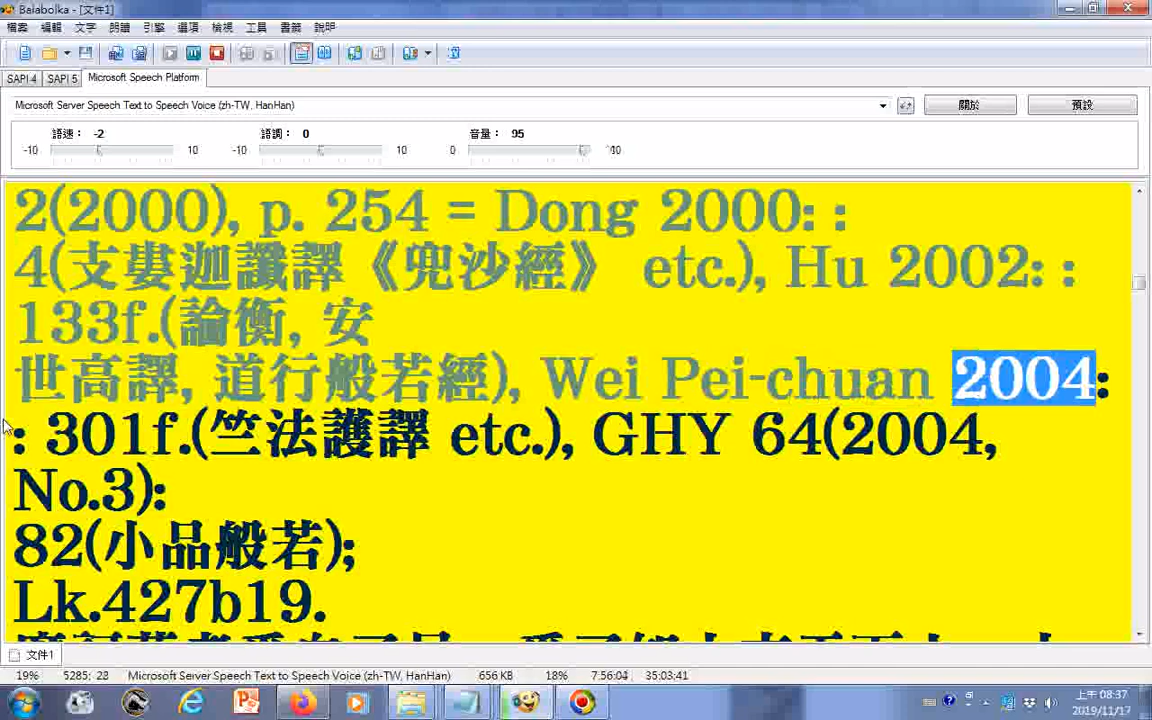 Balabolka - [文件1]
檔案 編輯 文字 朗讀 引擎 選項 檢視 工具 書籤 說明
SAPI 4 SAPI 5 Microsoft Speech Platform
Microsoft Server Speech Text to Speech Voice (zh-TW, HanHan) 關於 預設
語速： -2 語調： 0 音量： 95
-10 10 -10 10 0
2(2000), p. 254 = Dong 2000: :
4(支婁迦讖譯《兜沙經》 etc.), Hu 2002: :
133f.(論衡, 安
世高譯, 道行般若經), Wei Pei-chuan 2004:
: 301f.(竺法護譯 etc.), GHY 64(2004,
No.3):
82(小品般若);
Lk.427b19.
文件1
19% 5285: 23 Microsoft Server Speech Text to Speech Voice (zh-TW, HanHan) 656 KB 18% 7:56:04 35:03:41
上午 08:37
2019/11/17